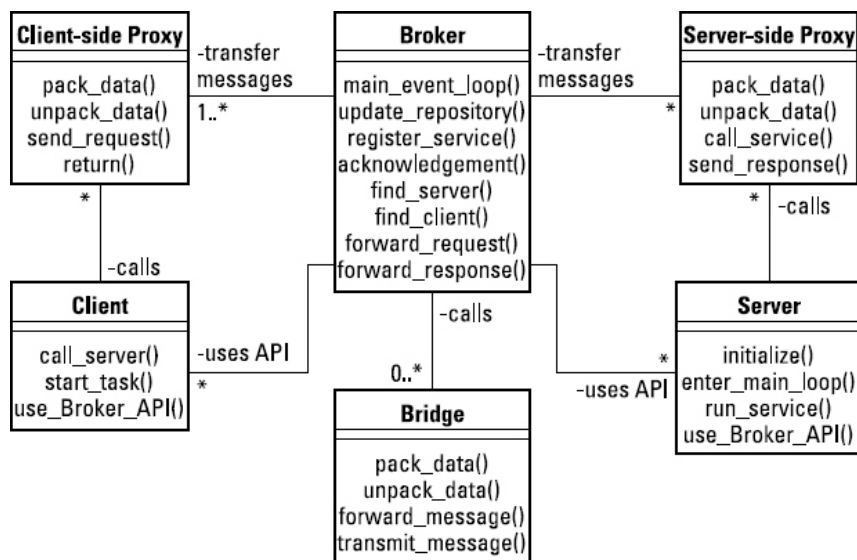 Client-side Proxy
pack_data()
unpack_data()
send_request()
return()
-transfer
messages
1..*
Broker
main_event_loop()
update_repository()
register_service()
acknowledgement()
find_server()
find_client()
forward_request()
forward_response()
-transfer
messages
*
Server-side Proxy
pack_data()
unpack_data()
call_service()
send_response()
*
-calls
*
-calls
Client
call_server()
start_task()
use_Broker_API()
-uses API
*
-calls
0..*
Bridge
pack_data()
unpack_data()
forward_message()
transmit_message()
*
-uses API
Server
initialize()
enter_main_loop()
run_service()
use_Broker_API()